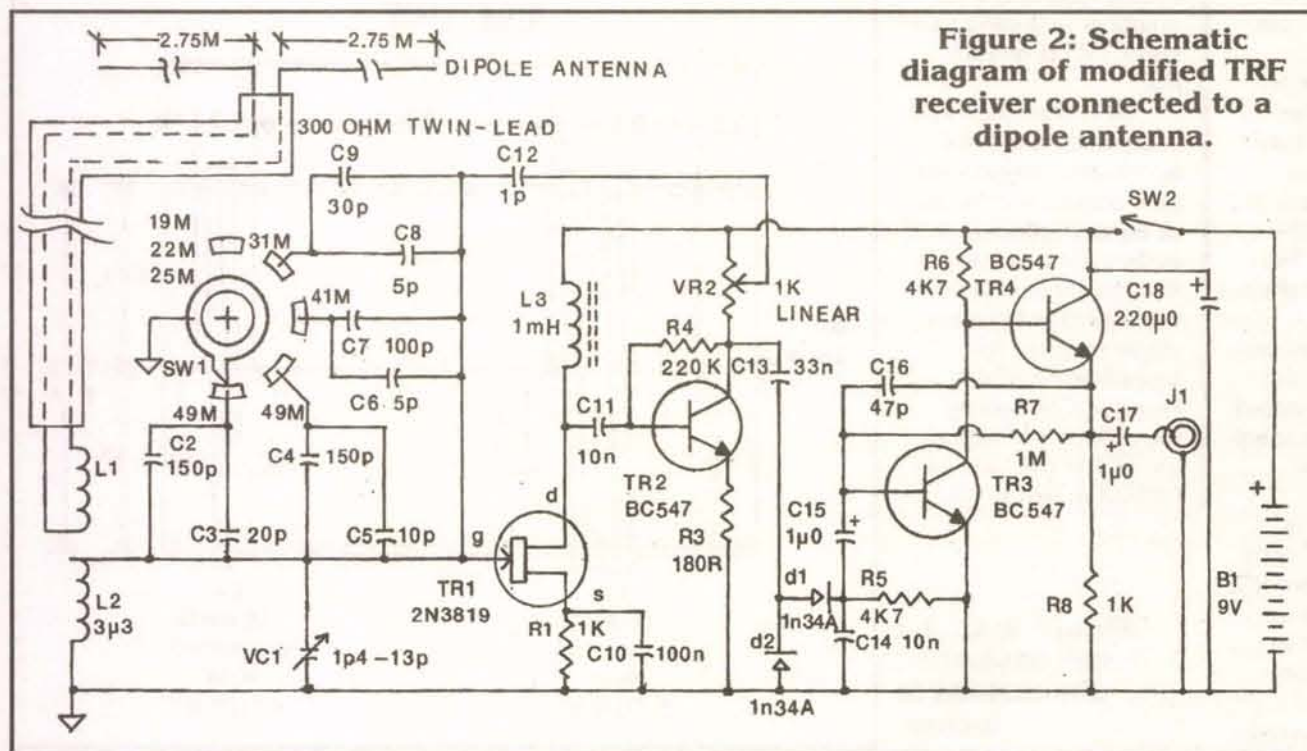 Figure 2: Schematic
diagram of modified TRF
receiver connected to a
dipole antenna.
2.75M
2.75M
DIPOLE ANTENNA
300 OHM TWIN-LEAD
C9
30p
C12
1p
C8
5p
19M
22M
25M
31M
41M
C7
100p
C6
5p
SW1
49M
49M
C2
150p
C4
150p
C3
20p
C5
10p
L1
L2
3µ3
VC1
1p4-13p
g
d
s
TR1
2N3819
R1
1K
C10
100n
L3
1mH
C11
10n
R4
220K
VR2
1K
LINEAR
C13
33n
TR2
BC547
R3
180R
d1
1n34A
d2
1n34A
C15
1µ0
+
R5
4K7
C14
10n
C16
47p
R7
1M
TR3
BC547
R6
4K7
BC547
TR4
SW2
C18
220µ0
+
C17
1µ0
+
J1
R8
1K
B1
9V
+